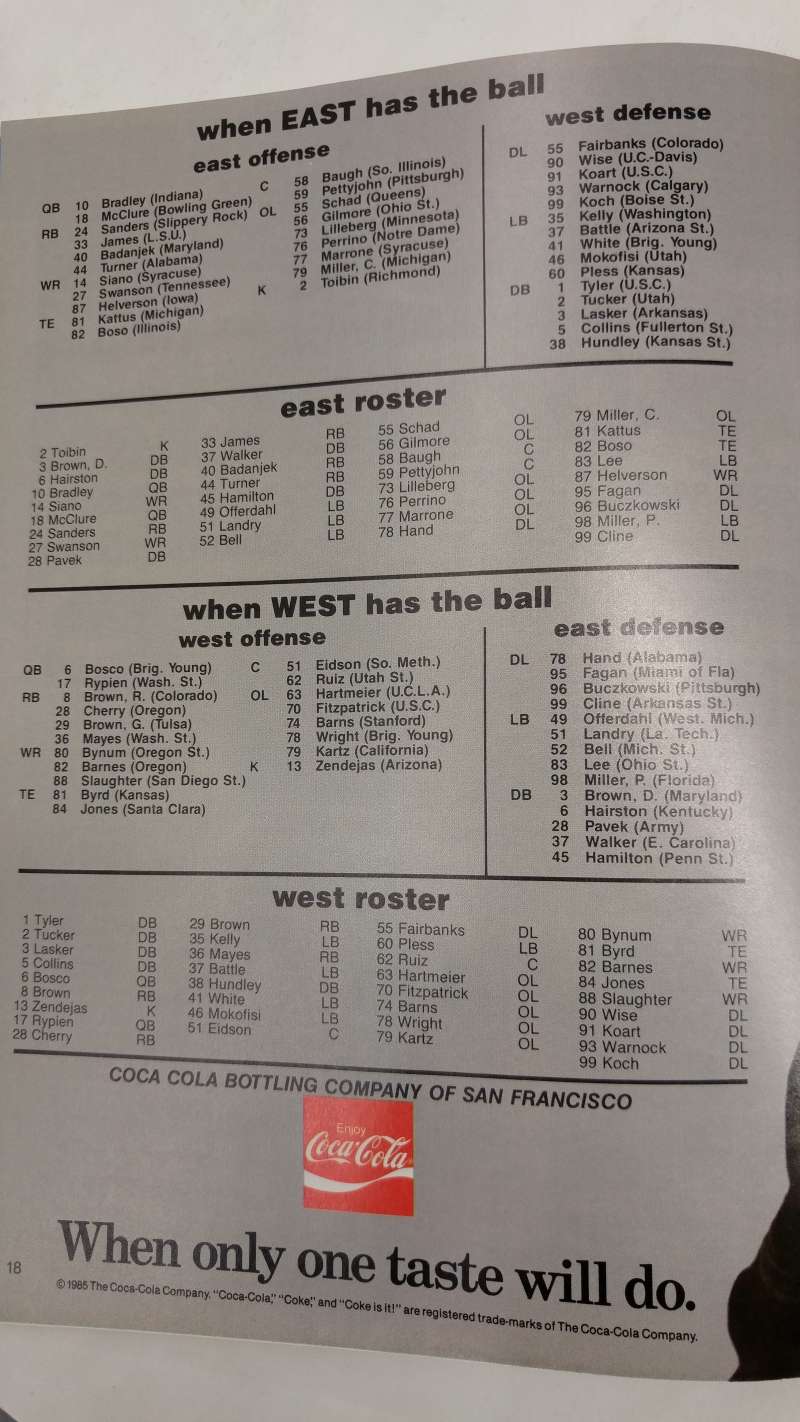 when EAST has the ball
east offense
QB 10 Bradley (Indiana)
18 McClure (Bowling Green)
RB 24 Sanders (Slippery Rock)
33 James (L.S.U.)
40 Badanjek (Maryland)
44 Turner (Alabama)
WR 14 Siano (Syracuse)
27 Swanson (Tennessee)
87 Helverson (Iowa)
TE 81 Kattus (Michigan)
82 Boso (Illinois)
C 58 Baugh (So. Illinois)
59 Pettyjohn (Pittsburgh)
OL 55 Schad (Queens)
56 Gilmore (Ohio St.)
73 Lilleberg (Minnesota)
76 Perrino (Notre Dame)
77 Marrone (Syracuse)
79 Miller, C. (Michigan)
K 2 Toibin (Richmond)
west defense
DL 55 Fairbanks (Colorado)
90 Wise (U.C.-Davis)
91 Koart (U.S.C.)
93 Warnock (Calgary)
99 Koch (Boise St.)
LB 35 Kelly (Washington)
37 Battle (Arizona St.)
41 White (Brig. Young)
46 Mokofisi (Utah)
60 Pless (Kansas)
DB 1 Tyler (U.S.C.)
2 Tucker (Utah)
3 Lasker (Arkansas)
5 Collins (Fullerton St.)
38 Hundley (Kansas St.)
east roster
2 Toibin K
3 Brown, D. DB
6 Hairston DB
10 Bradley QB
14 Siano WR
18 McClure QB
24 Sanders RB
27 Swanson WR
28 Pavek DB
33 James RB
37 Walker DB
40 Badanjek RB
44 Turner RB
45 Hamilton DB
49 Offerdahl LB
51 Landry LB
52 Bell LB
55 Schad OL
56 Gilmore OL
58 Baugh C
59 Pettyjohn C
73 Lilleberg OL
76 Perrino OL
77 Marrone OL
78 Hand DL
79 Miller, C. OL
81 Kattus TE
82 Boso TE
83 Lee LB
87 Helverson WR
95 Fagan DL
96 Buczkowski DL
98 Miller, P. LB
99 Cline DL
when WEST has the ball
west offense
QB 6 Bosco (Brig. Young)
17 Rypien (Wash. St.)
RB 8 Brown, R. (Colorado)
28 Cherry (Oregon)
29 Brown, G. (Tulsa)
36 Mayes (Wash. St.)
WR 80 Bynum (Oregon St.)
82 Barnes (Oregon)
88 Slaughter (San Diego St.)
TE 81 Byrd (Kansas)
84 Jones (Santa Clara)
C 51 Eidson (So. Meth.)
62 Ruiz (Utah St.)
OL 63 Hartmeier (U.C.L.A.)
70 Fitzpatrick (U.S.C.)
74 Barns (Stanford)
78 Wright (Brig. Young)
79 Kartz (California)
K 13 Zendejas (Arizona)
east defense
DL 78 Hand (Alabama)
95 Fagan (Miami of Fla)
96 Buczkowski (Pittsburgh)
99 Cline (Arkansas St.)
LB 49 Offerdahl (West. Mich.)
51 Landry (La. Tech.)
52 Bell (Mich. St.)
83 Lee (Ohio St.)
98 Miller, P. (Florida)
DB 3 Brown, D. (Maryland)
6 Hairston (Kentucky)
28 Pavek (Army)
37 Walker (E. Carolina)
45 Hamilton (Penn St.)
west roster
1 Tyler DB
2 Tucker DB
3 Lasker DB
5 Collins DB
6 Bosco QB
8 Brown RB
13 Zendejas K
17 Rypien QB
28 Cherry RB
29 Brown RB
35 Kelly LB
36 Mayes RB
37 Battle LB
38 Hundley DB
41 White LB
46 Mokofisi LB
51 Eidson C
55 Fairbanks DL
60 Pless LB
62 Ruiz C
63 Hartmeier OL
70 Fitzpatrick OL
74 Barns OL
78 Wright OL
79 Kartz OL
80 Bynum WR
81 Byrd TE
82 Barnes WR
84 Jones TE
88 Slaughter WR
90 Wise DL
91 Koart DL
93 Warnock DL
99 Koch DL
COCA COLA BOTTLING COMPANY OF SAN FRANCISCO
Enjoy
Coca-Cola
When only one taste will do.
18
© 1985 The Coca-Cola Company. "Coca-Cola," "Coke," and "Coke is it!" are registered trade-marks of The Coca-Cola Company.